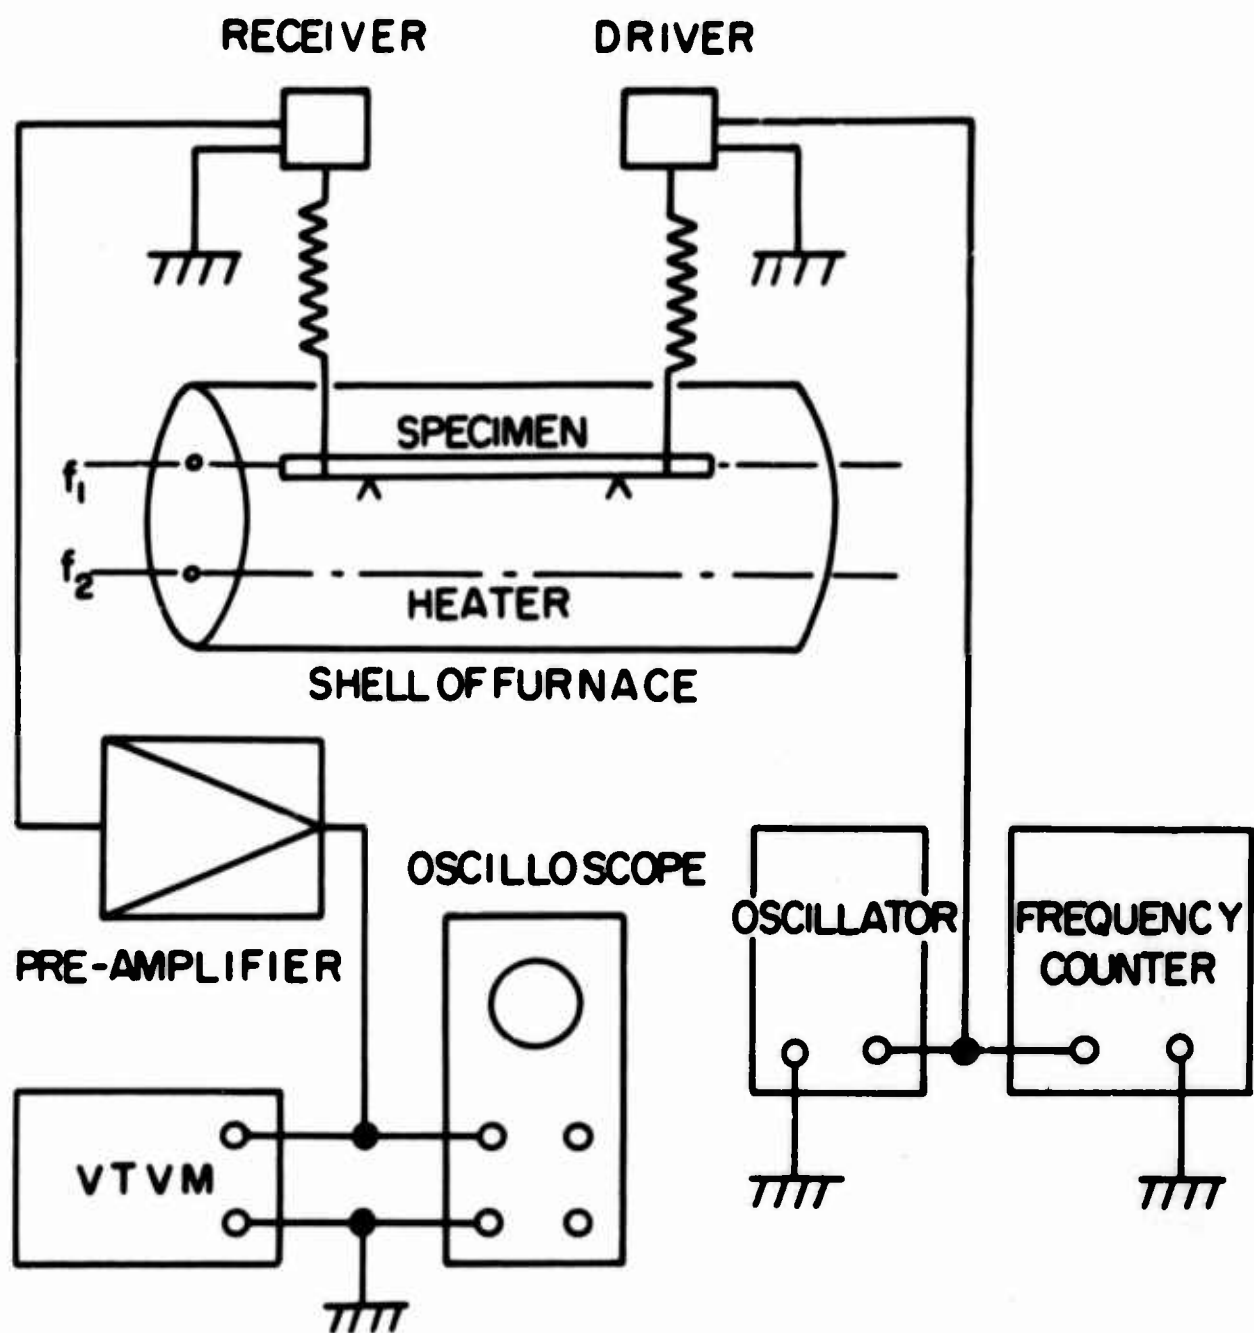 RECEIVER
DRIVER
SPECIMEN
f1
f2
HEATER
SHELL OF FURNACE
OSCILLOSCOPE
PRE-AMPLIFIER
OSCILLATOR
FREQUENCY
COUNTER
VTVM